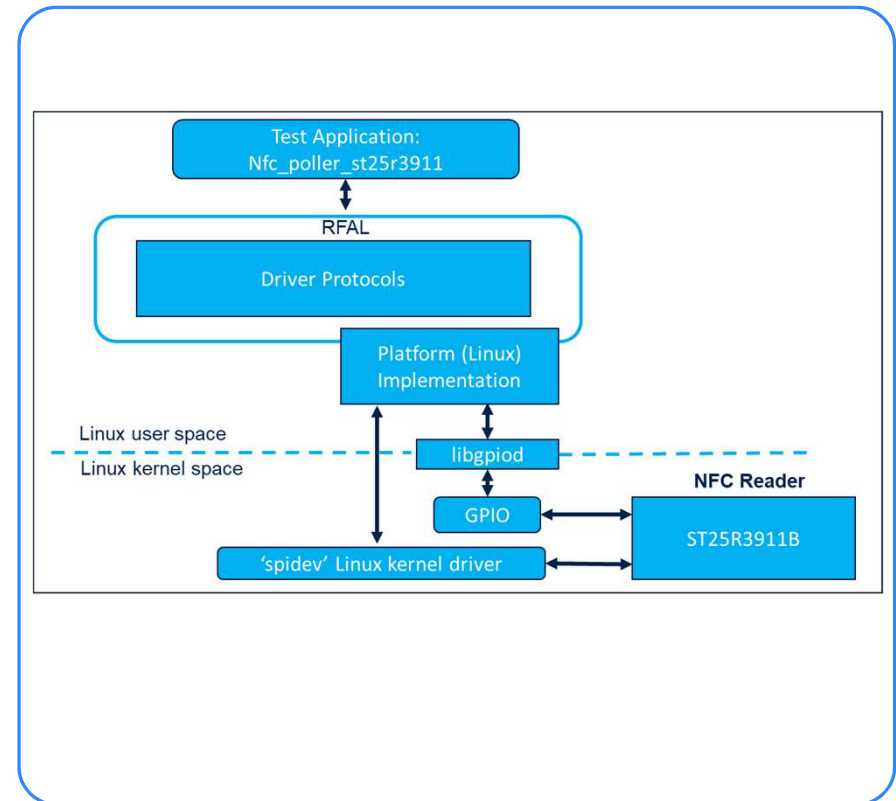 Test Application:
Nfc_poller_st25r3911
RFAL
Driver Protocols
Platform (Linux)
Implementation
Linux user space
libgpiod
Linux kernel space
NFC Reader
GPIO
ST25R3911B
‘spidev’ Linux kernel driver